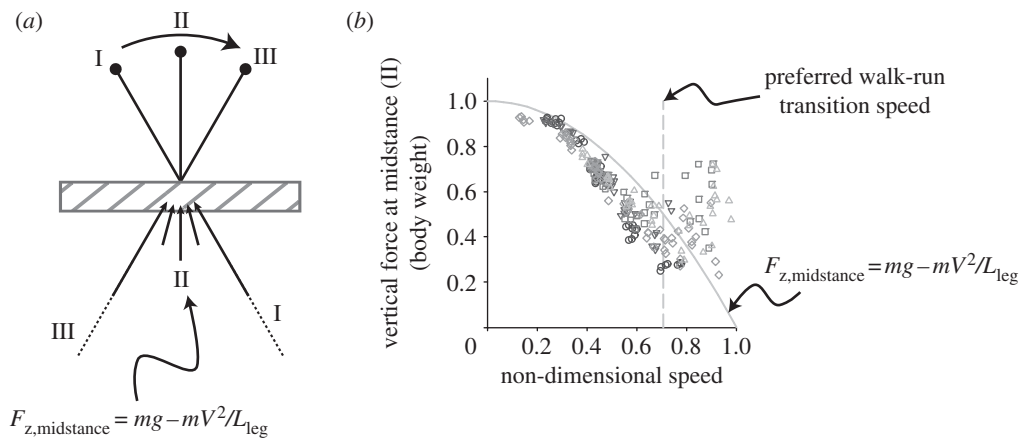 (a)
II
I
III
II
III
I
F_z,midstance = mg – mV²/L_leg
(b)
vertical force at midstance (II)
(body weight)
1.0
0.8
0.6
0.4
0.2
0
0.2
0.4
0.6
0.8
1.0
non-dimensional speed
preferred walk-run
transition speed
F_z,midstance = mg – mV²/L_leg